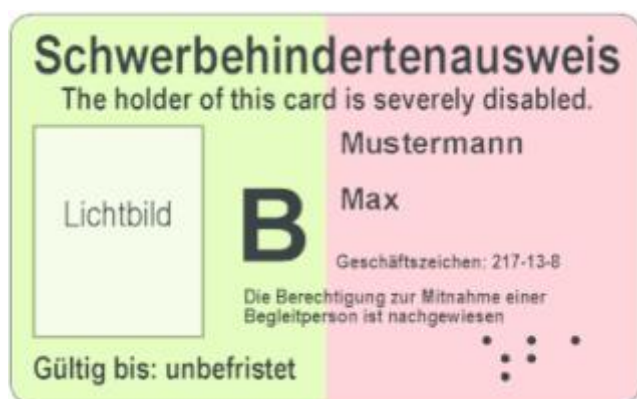 Schwerbehindertenausweis
The holder of this card is severely disabled.
Mustermann
Lichtbild
B
Max
Geschäftszeichen: 217-13-8
Die Berechtigung zur Mitnahme einer
Begleitperson ist nachgewiesen
Gültig bis: unbefristet